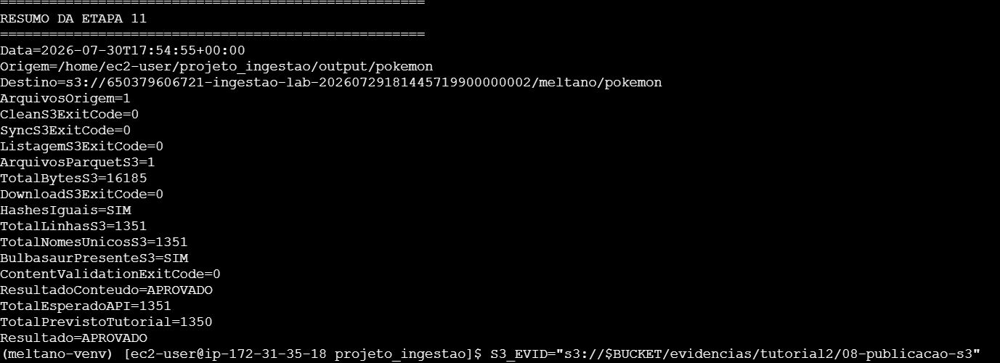 ====================================================
RESUMO DA ETAPA 11
====================================================
Data=2026-07-30T17:54:55+00:00
Origem=/home/ec2-user/projeto_ingestao/output/pokemon
Destino=s3://650379606721-ingestao-lab-20260729181445719900000002/meltano/pokemon
ArquivosOrigem=1
CleanS3ExitCode=0
SyncS3ExitCode=0
ListagemS3ExitCode=0
ArquivosParquetS3=1
TotalBytesS3=16185
DownloadS3ExitCode=0
HashesIguais=SIM
TotalLinhasS3=1351
TotalNomesUnicosS3=1351
BulbasaurPresenteS3=SIM
ContentValidationExitCode=0
ResultadoConteudo=APROVADO
TotalEsperadoAPI=1351
TotalPrevistoTutorial=1350
Resultado=APROVADO
(meltano-venv) [ec2-user@ip-172-31-35-18 projeto_ingestao]$ S3_EVID="s3://$BUCKET/evidencias/tutorial2/08-publicacao-s3"